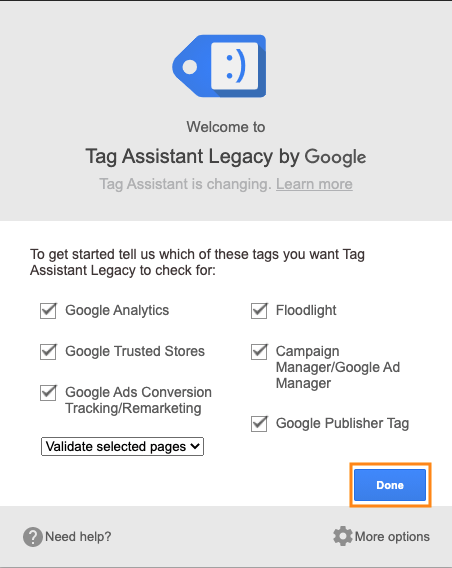 :)
Welcome to
Tag Assistant Legacy by Google
Tag Assistant is changing. Learn more
To get started tell us which of these tags you want Tag
Assistant Legacy to check for:
Google Analytics
Google Trusted Stores
Google Ads Conversion
Tracking/Remarketing
Validate selected pages
Floodlight
Campaign
Manager/Google Ad
Manager
Google Publisher Tag
Done
Need help?
More options